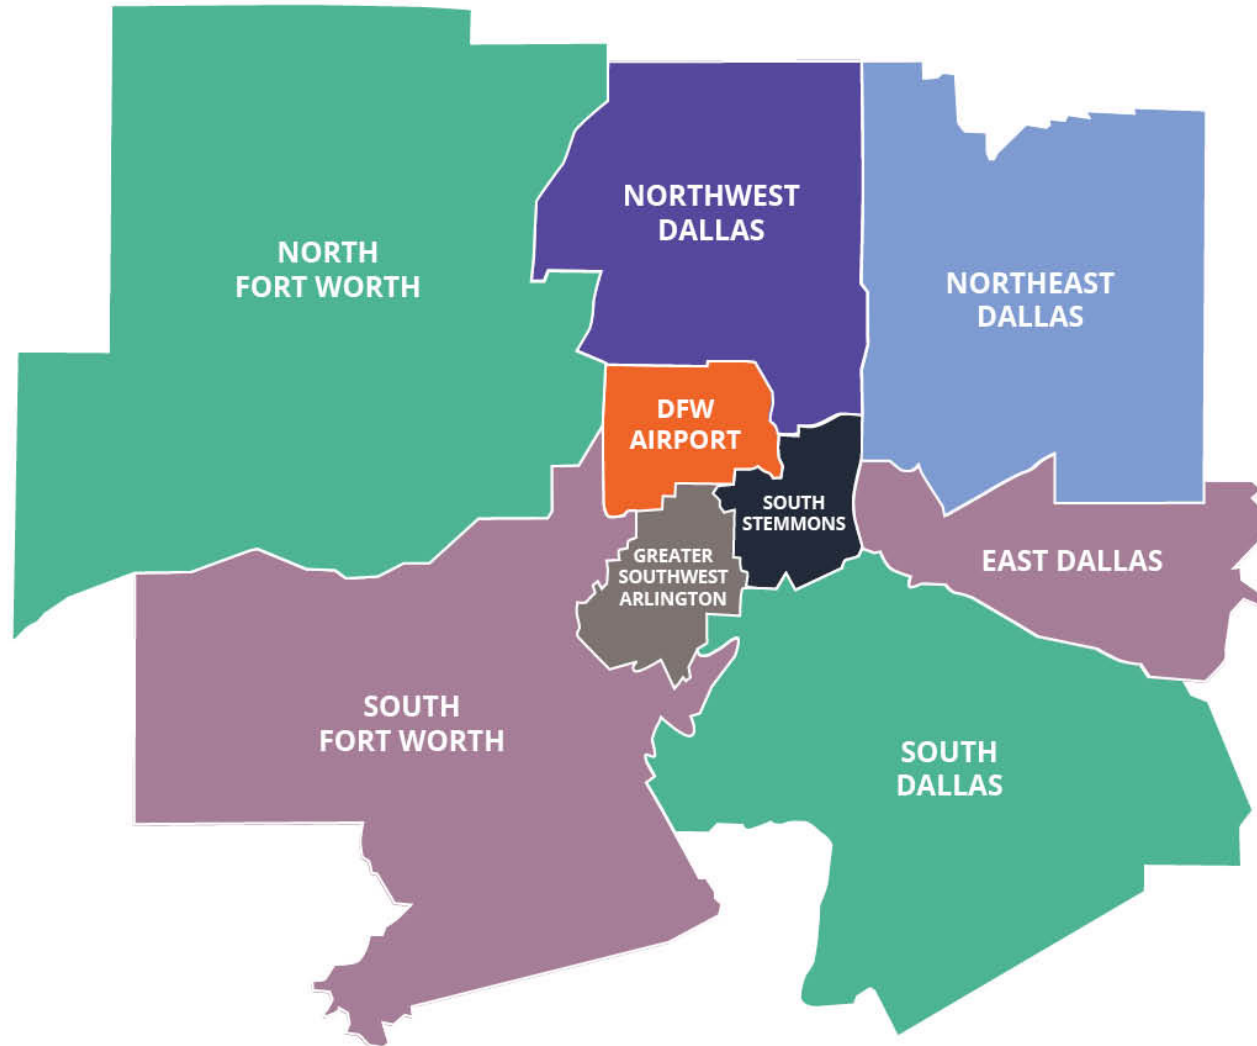 NORTHWEST
DALLAS
NORTH
FORT WORTH
NORTHEAST
DALLAS
DFW
AIRPORT
SOUTH
STEMMONS
GREATER
SOUTHWEST
ARLINGTON
EAST DALLAS
SOUTH
FORT WORTH
SOUTH
DALLAS